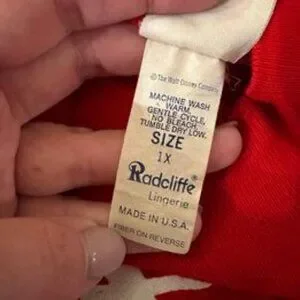 © The Walt Disney Company
MACHINE WASH
WARM,
GENTLE CYCLE,
NO BLEACH
TUMBLE DRY LOW.
SIZE
1X
Radcliffe
Lingerie
MADE IN U.S.A.
FIBER ON REVERSE